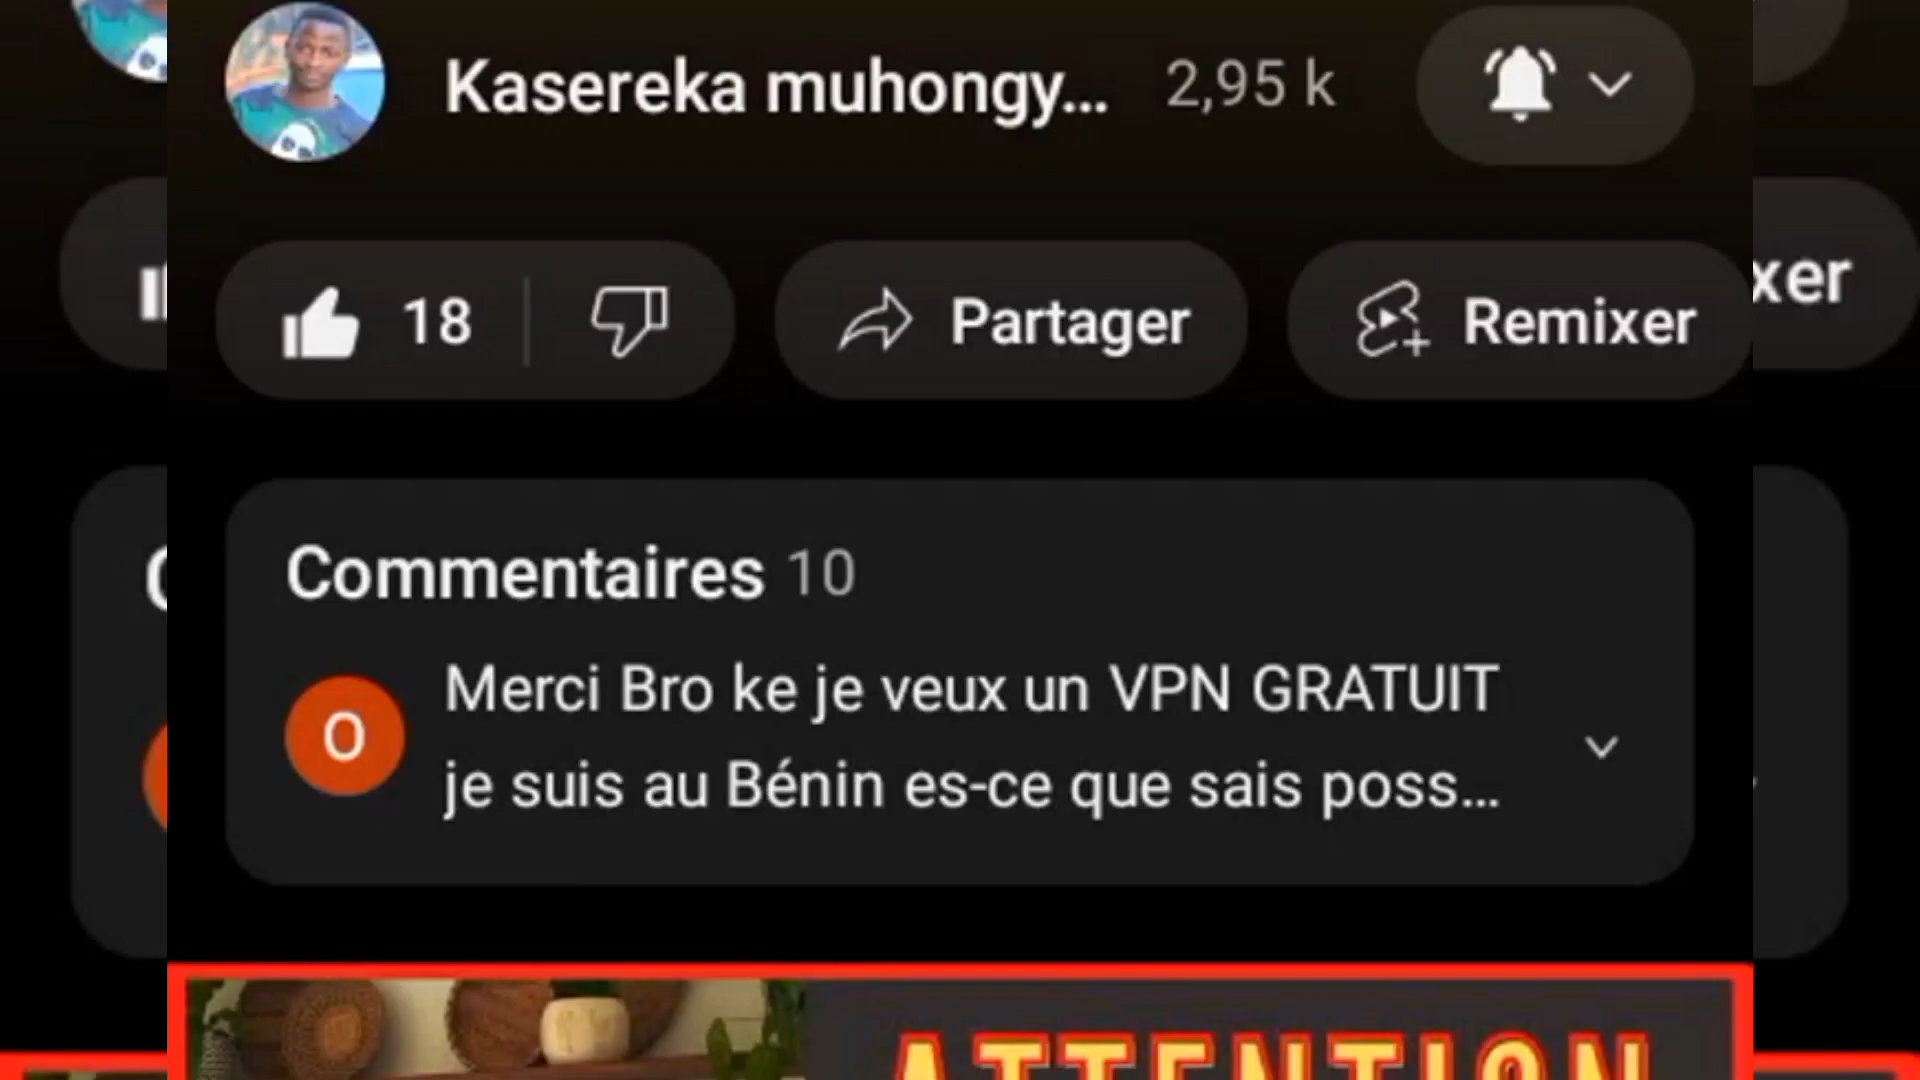 Kasereka muhongy... 2,95 k
18 Partager Remixer
xer
Commentaires 10
O
Merci Bro ke je veux un VPN GRATUIT
je suis au Bénin es-ce que sais poss...
ATTENTION